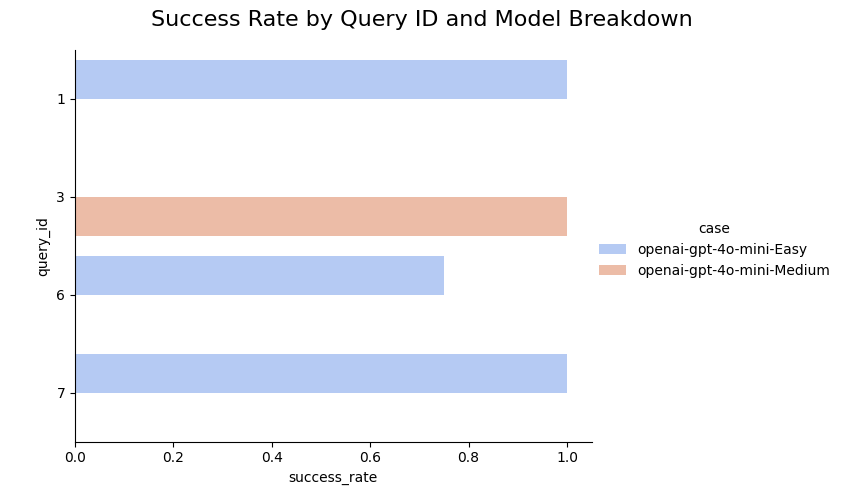 Success Rate by Query ID and Model Breakdown
1
3
6
7
query_id
0.0 0.2 0.4 0.6 0.8 1.0
success_rate
case
openai-gpt-4o-mini-Easy
openai-gpt-4o-mini-Medium